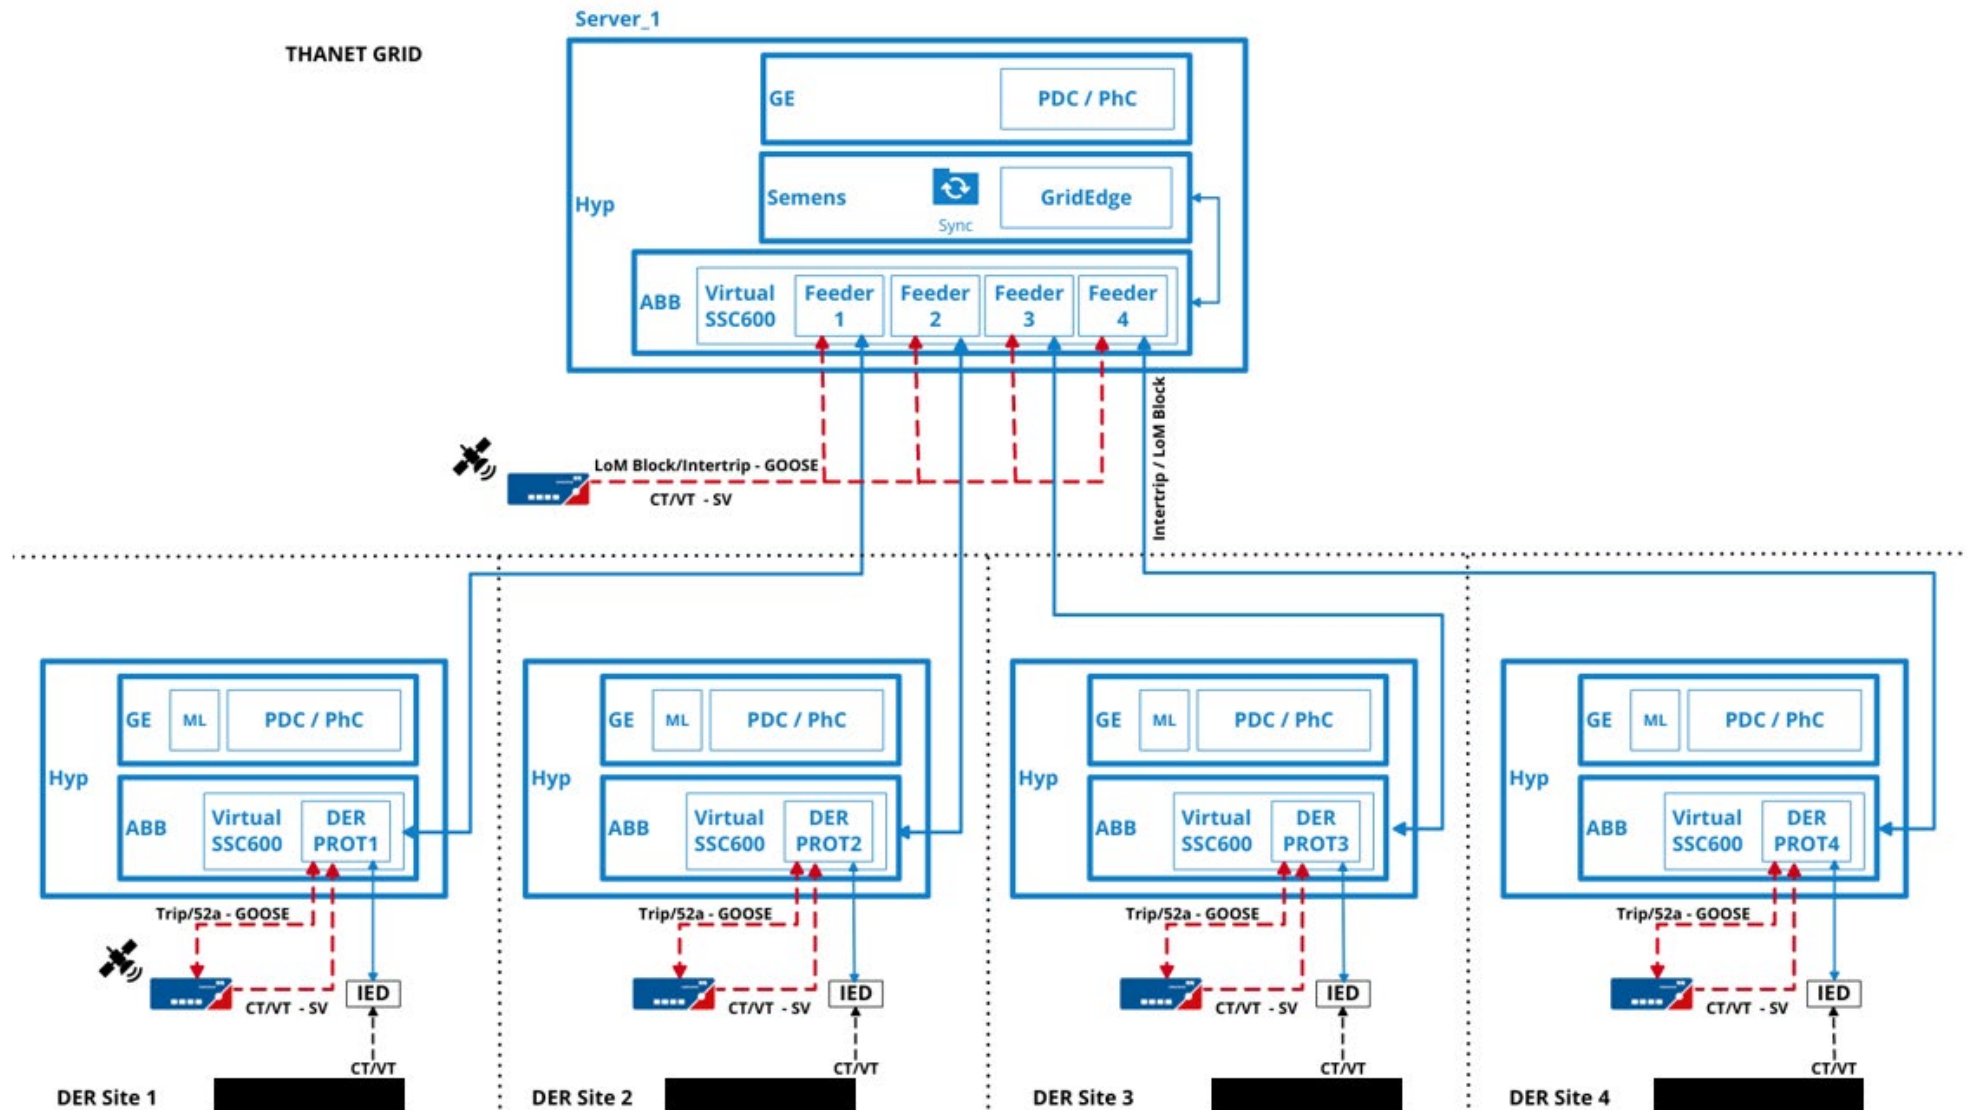 Server_1
THANET GRID
GE
PDC / PhC
Hyp
Semens
Sync
GridEdge
ABB
Virtual
SSC600
Feeder
1
Feeder
2
Feeder
3
Feeder
4
LoM Block/Intertrip - GOOSE
CT/VT - SV
Intertrip / LoM Block
Hyp
GE
ML
PDC / PhC
ABB
Virtual
SSC600
DER
PROT1
Trip/52a - GOOSE
CT/VT - SV
IED
CT/VT
DER Site 1
Hyp
GE
ML
PDC / PhC
ABB
Virtual
SSC600
DER
PROT2
Trip/52a - GOOSE
CT/VT - SV
IED
CT/VT
DER Site 2
Hyp
GE
ML
PDC / PhC
ABB
Virtual
SSC600
DER
PROT3
Trip/52a - GOOSE
CT/VT - SV
IED
CT/VT
DER Site 3
Hyp
GE
ML
PDC / PhC
ABB
Virtual
SSC600
DER
PROT4
Trip/52a - GOOSE
CT/VT - SV
IED
CT/VT
DER Site 4